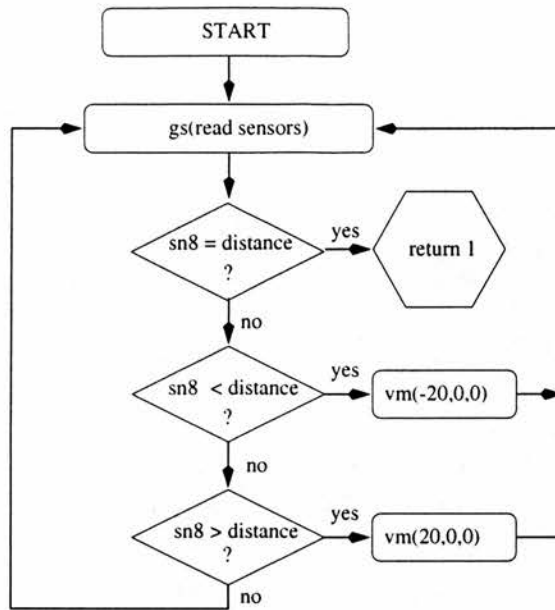 START
gs(read sensors)
sn8 = distance
?
yes
return 1
no
sn8 < distance
?
yes
vm(-20,0,0)
no
sn8 > distance
?
yes
vm(20,0,0)
no